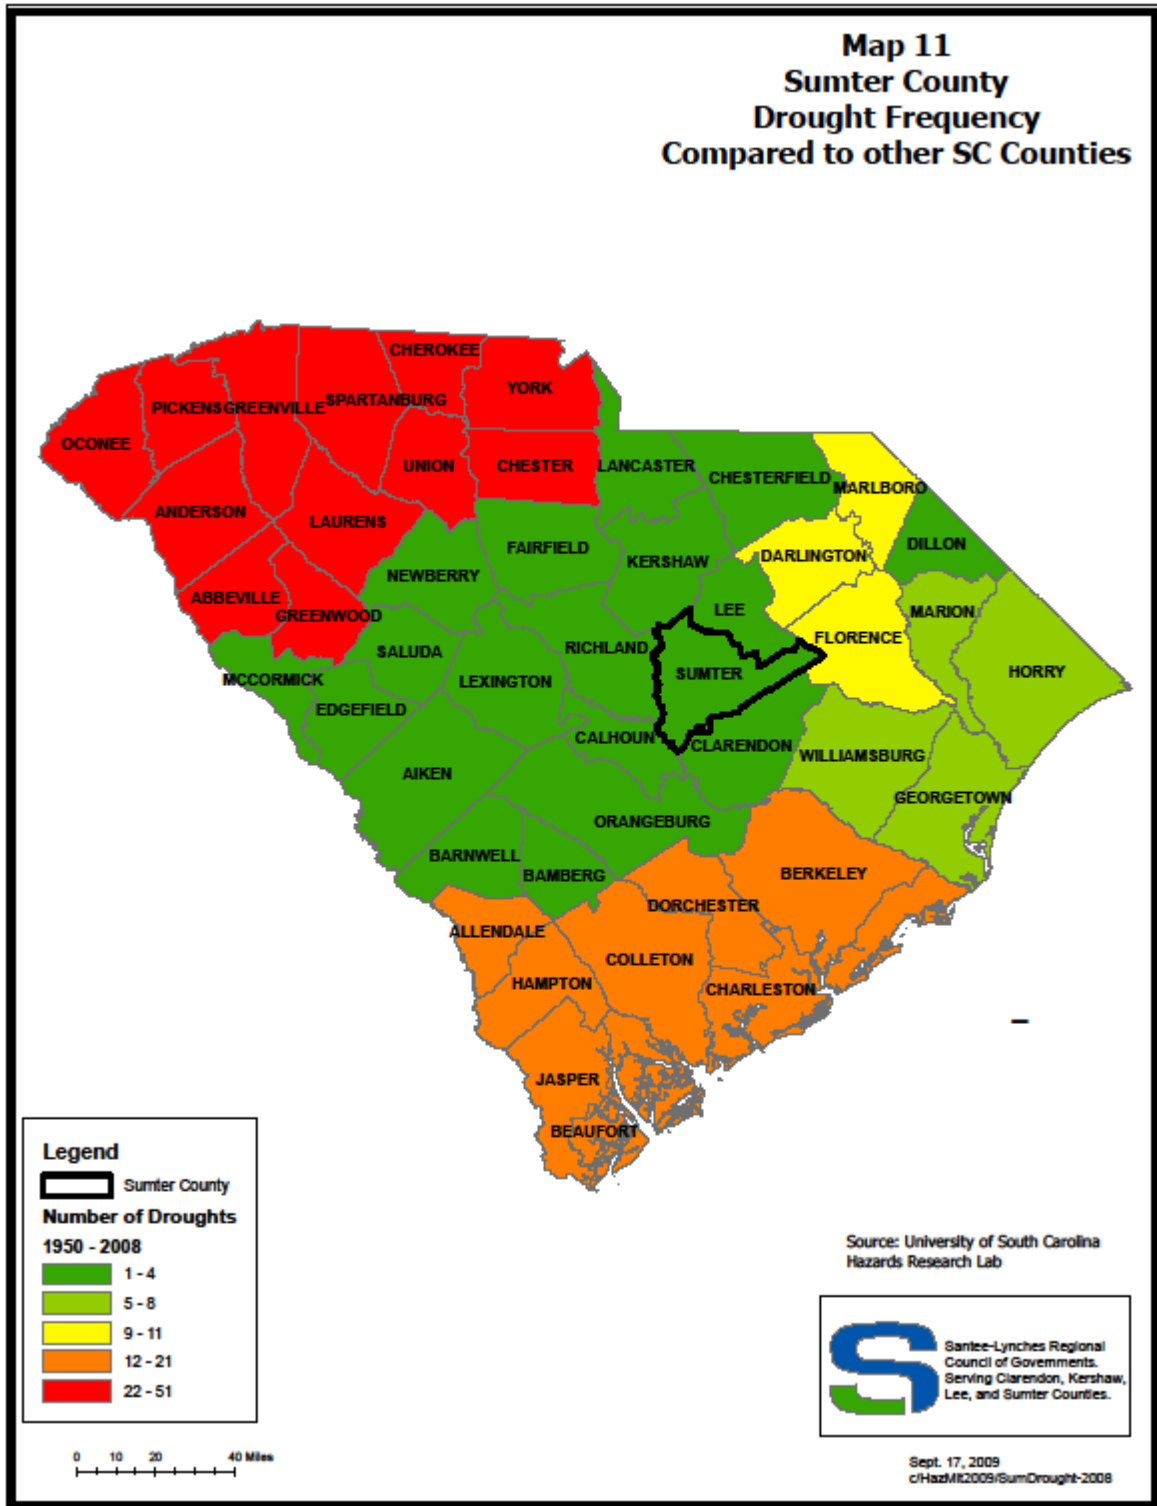 Map 11
Sumter County
Drought Frequency
Compared to other SC Counties
CHEROKEE
YORK
SPARTANBURG
PICKENS
GREENVILLE
OCONEE
UNION
CHESTER
LANCASTER
CHESTERFIELD
MARLBORO
ANDERSON
LAURENS
FAIRFIELD
KERSHAW
DARLINGTON
DILLON
NEWBERRY
ABBEVILLE
GREENWOOD
LEE
MARION
FLORENCE
SALUDA
RICHLAND
MCCORMICK
LEXINGTON
SUMTER
HORRY
EDGEFIELD
CALHOUN
CLARENDON
WILLIAMSBURG
AIKEN
GEORGETOWN
ORANGEBURG
BARNWELL
BAMBERG
BERKELEY
DORCHESTER
ALLENDALE
COLLETON
HAMPTON
CHARLESTON
JASPER
BEAUFORT
Legend
Sumter County
Number of Droughts
1950 - 2008
1 - 4
5 - 8
9 - 11
12 - 21
22 - 51
0 10 20 40 Miles
Source: University of South Carolina
Hazards Research Lab
Santee-Lynches Regional
Council of Governments.
Serving Clarendon, Kershaw,
Lee, and Sumter Counties.
Sept. 17, 2009
c/HazMit2009/SumDrought-2008